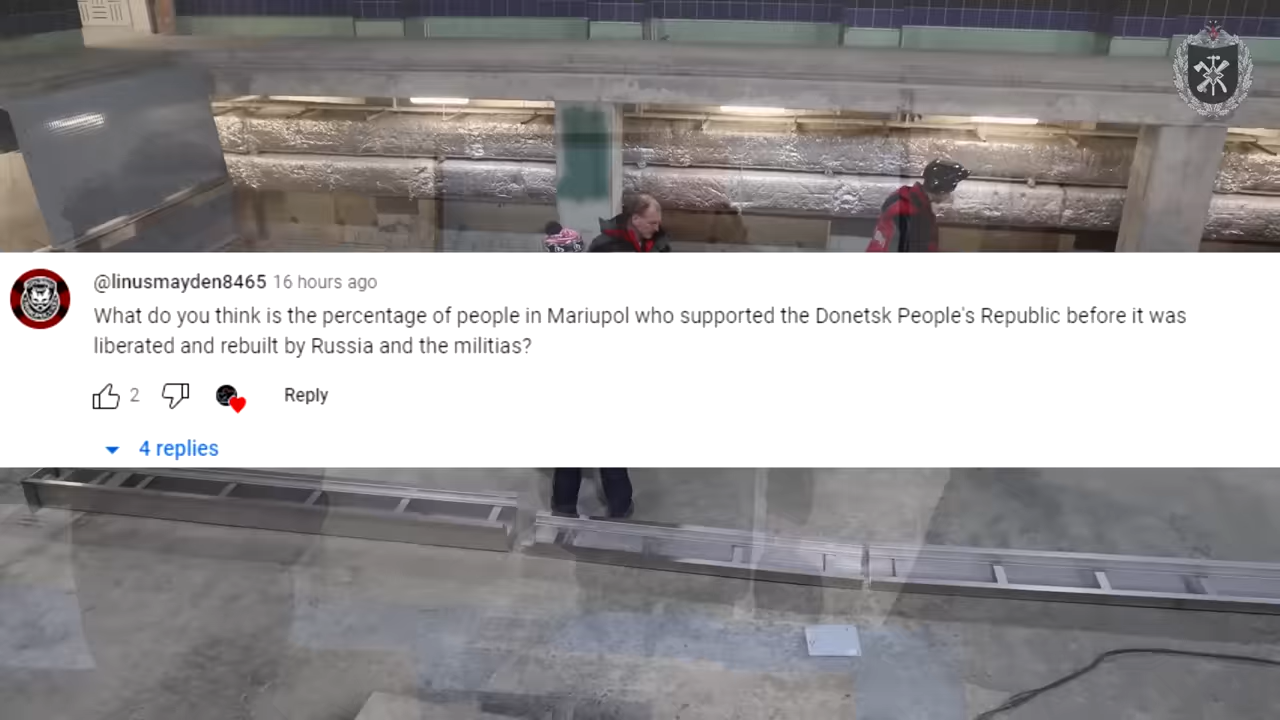 @linusmayden8465 16 hours ago
What do you think is the percentage of people in Mariupol who supported the Donetsk People's Republic before it was
liberated and rebuilt by Russia and the militias?
2
Reply
4 replies